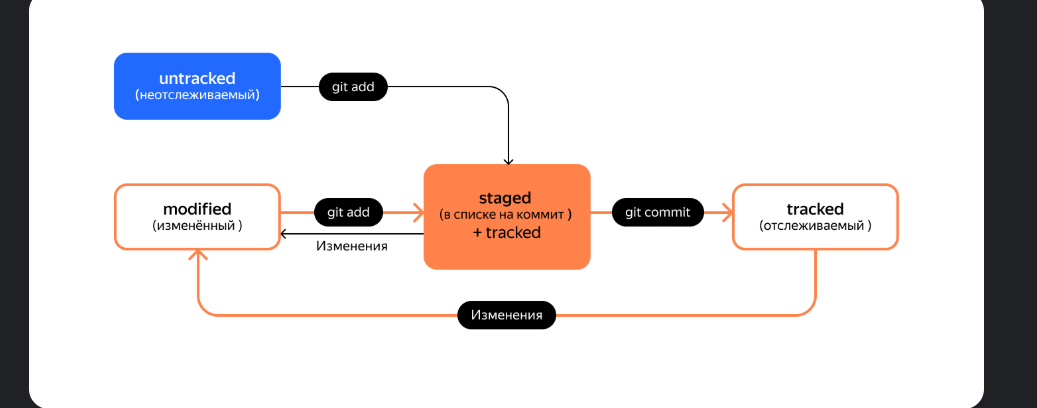 untracked
(неотслеживаемый)
git add
modified
(изменённый )
git add
Изменения
staged
(в списке на коммит )
+ tracked
git commit
tracked
(отслеживаемый )
Изменения